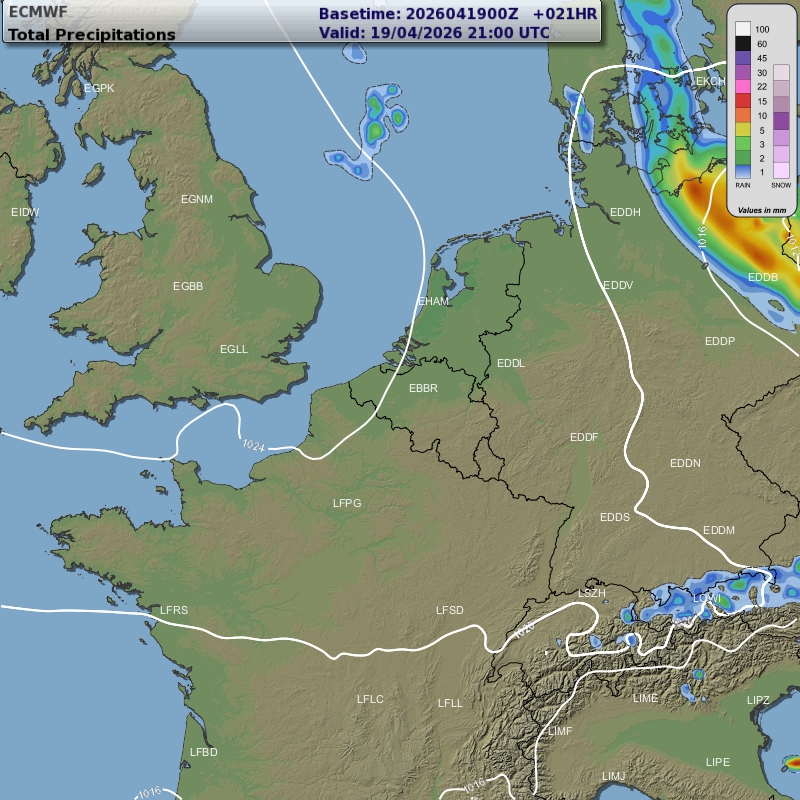 ECMWF
Basetime: 2026041900Z +021HR
Total Precipitations
Valid: 19/04/2026 21:00 UTC
100
60
45
30
22
15
10
5
3
2
1
RAIN
SNOW
Values in mm
EGPK
EKCH
EIDW
EGNM
EDDH
1016
EGBB
EDDV
EDDB
EHAM
EGLL
EDDP
EDDL
EBBR
1024
EDDF
EDDN
LFPG
EDDS
EDDM
LSZH
LOWI
LFRS
LFSD
1020
LFLC
LFLL
LIME
LIPZ
LIMF
LFBD
LIPE
LIMJ
1016
1016